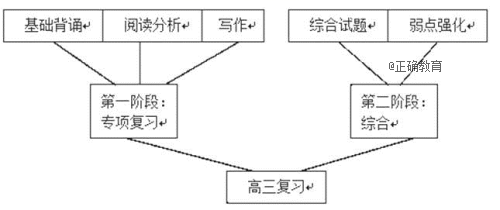 基础背诵 阅读分析 写作 综合试题 弱点强化
@正确教育
第一阶段： 第二阶段：
专项复习 综合
高三复习